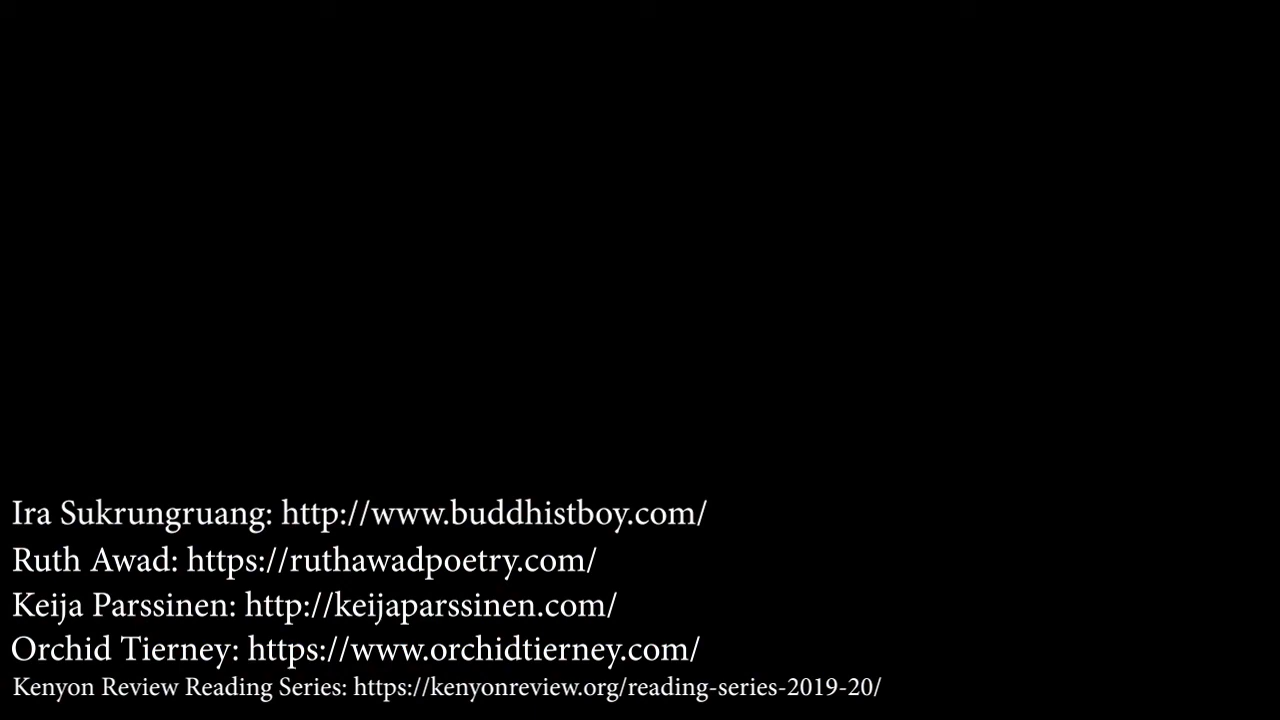 Ira Sukrungruang: http://www.buddhistboy.com/
Ruth Awad: https://ruthawadpoetry.com/
Keija Parssinen: http://keijaparssinen.com/
Orchid Tierney: https://www.orchidtierney.com/
Kenyon Review Reading Series: https://kenyonreview.org/reading-series-2019-20/